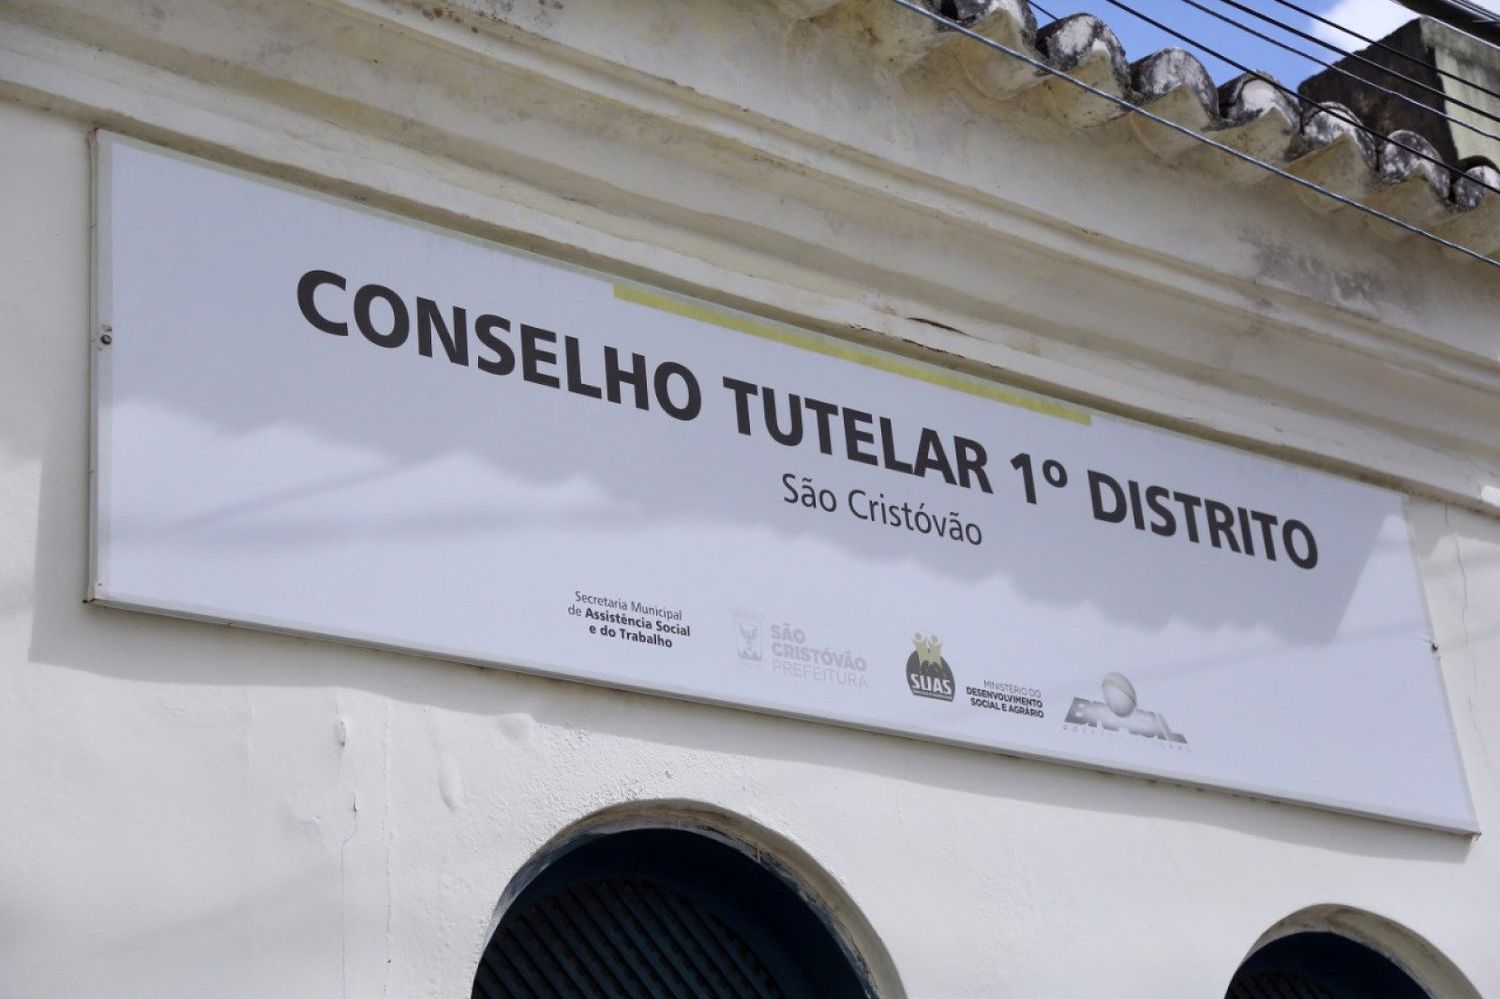 CONSELHO TUTELAR 1º DISTRITO
São Cristóvão
Secretaria Municipal
de Assistência Social
e do Trabalho
SÃO
CRISTÓVÃO
PREFEITURA
SUAS
MINISTÉRIO DO
DESENVOLVIMENTO
SOCIAL E AGRÁRIO
BRASIL